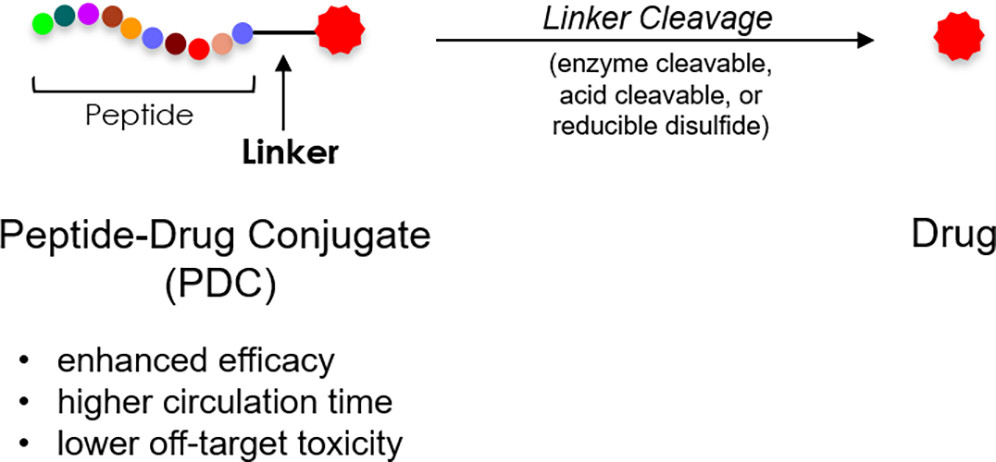 Linker Cleavage
(enzyme cleavable,
acid cleavable, or
reducible disulfide)
Peptide
Linker
Peptide-Drug Conjugate
(PDC)
Drug
• enhanced efficacy
• higher circulation time
• lower off-target toxicity